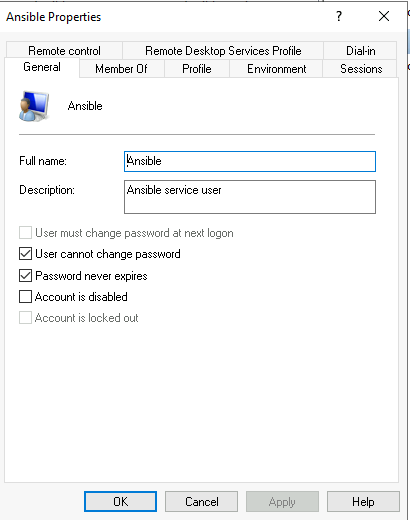 Ansible Properties
?
Remote control Remote Desktop Services Profile Dial-in
General Member Of Profile Environment Sessions
Ansible
Full name: Ansible
Description: Ansible service user
User must change password at next logon
User cannot change password
Password never expires
Account is disabled
Account is locked out
OK Cancel Apply Help